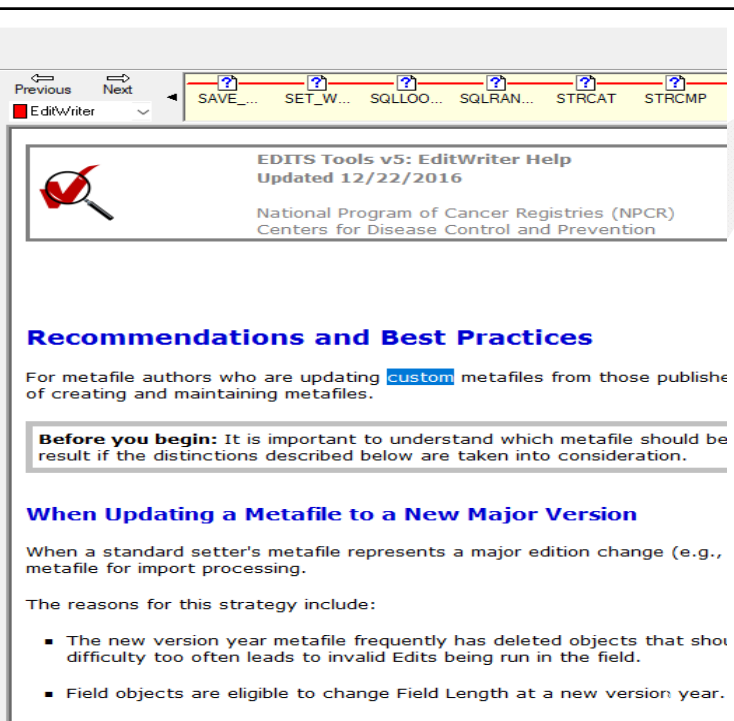 Previous Next
EditWriter
SAVE_... SET_W... SQLLOO... SQLRAN... STRCAT STRCMP
EDITS Tools v5: EditWriter Help
Updated 12/22/2016
National Program of Cancer Registries (NPCR)
Centers for Disease Control and Prevention
Recommendations and Best Practices
For metafile authors who are updating custom metafiles from those publishe
of creating and maintaining metafiles.
Before you begin: It is important to understand which metafile should be
result if the distinctions described below are taken into consideration.
When Updating a Metafile to a New Major Version
When a standard setter's metafile represents a major edition change (e.g.,
metafile for import processing.
The reasons for this strategy include:
▪ The new version year metafile frequently has deleted objects that shou
difficulty too often leads to invalid Edits being run in the field.
▪ Field objects are eligible to change Field Length at a new version year.